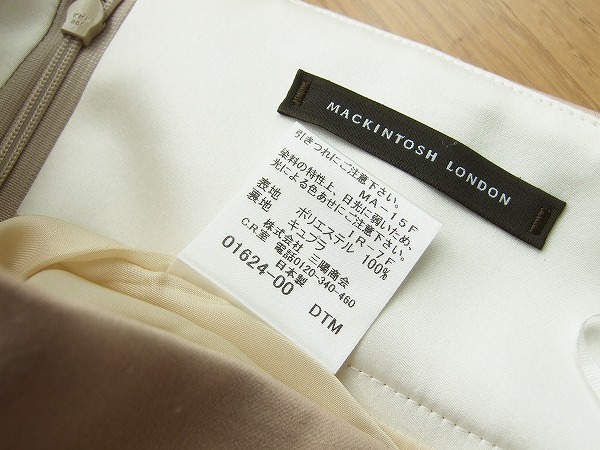 MACKINTOSH LONDON
引きつれにご注意下さい。
MA-15F
染料の特性上、日光に弱いため、
光による色あせにご注意下さい。
1R-7F
表地 ポリエステル 100%
裏地 キュプラ
株式会社 三陽商会
C.R.室 電話0120-340-460
日本製
01624-00 DTM
YKK